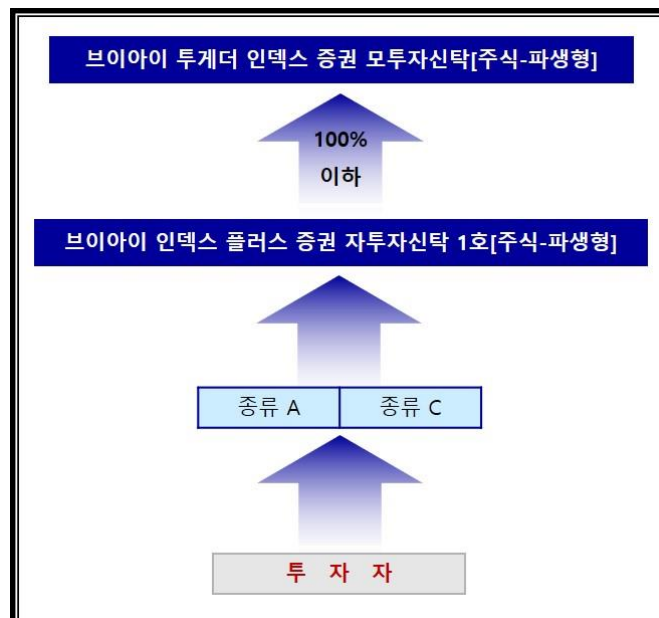 브이아이 투게더 인덱스 증권 모투자신탁[주식-파생형]
100%
이하
브이아이 인덱스 플러스 증권 자투자신탁 1호[주식-파생형]
종류 A
종류 C
투 자 자